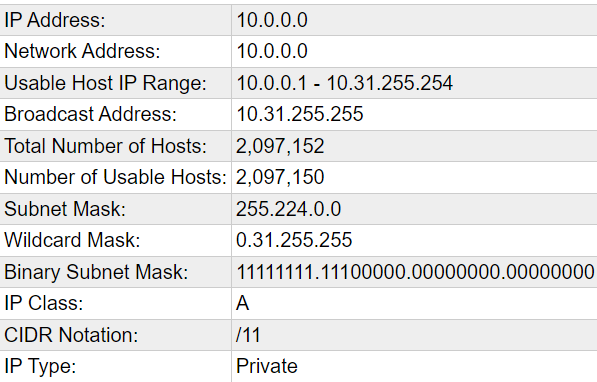 IP Address: 10.0.0.0
Network Address: 10.0.0.0
Usable Host IP Range: 10.0.0.1 - 10.31.255.254
Broadcast Address: 10.31.255.255
Total Number of Hosts: 2,097,152
Number of Usable Hosts: 2,097,150
Subnet Mask: 255.224.0.0
Wildcard Mask: 0.31.255.255
Binary Subnet Mask: 11111111.11100000.00000000.00000000
IP Class: A
CIDR Notation: /11
IP Type: Private